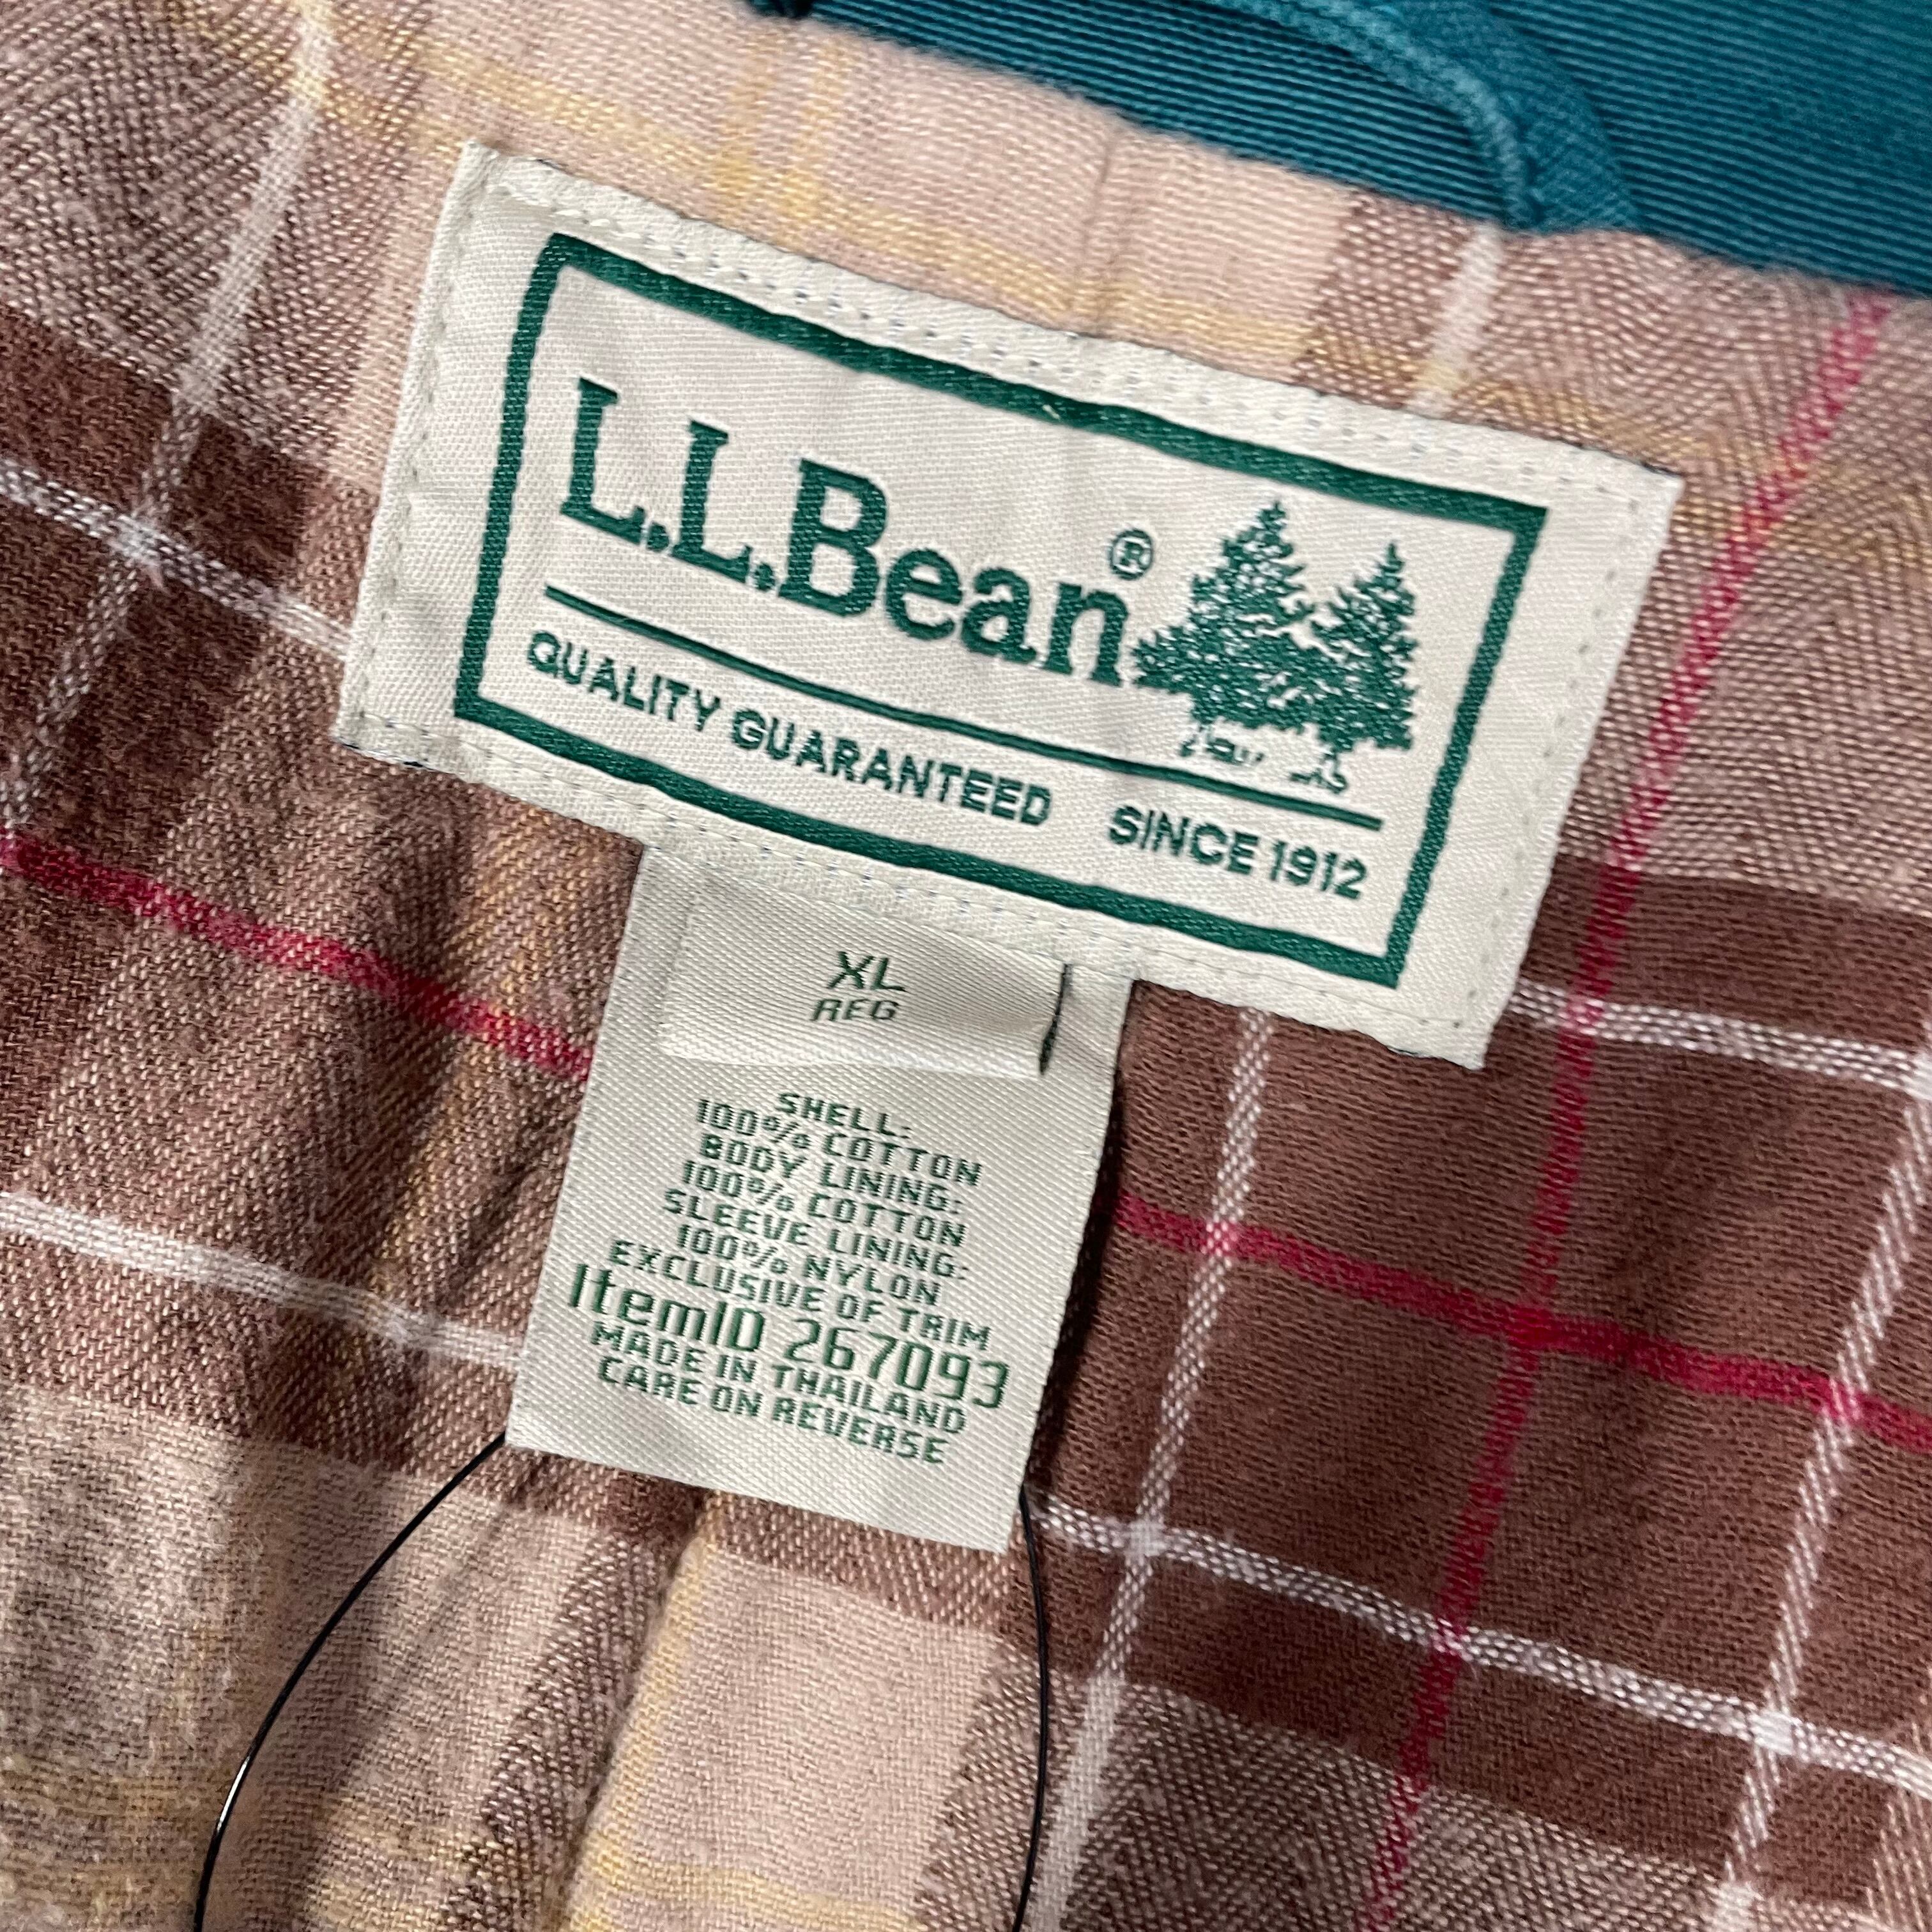 L.L.Bean®
QUALITY GUARANTEED SINCE 1912
XL
REG
SHELL:
100% COTTON
BODY LINING:
100% COTTON
SLEEVE LINING:
100% NYLON
EXCLUSIVE OF TRIM
ItemID 267093
MADE IN THAILAND
CARE ON REVERSE